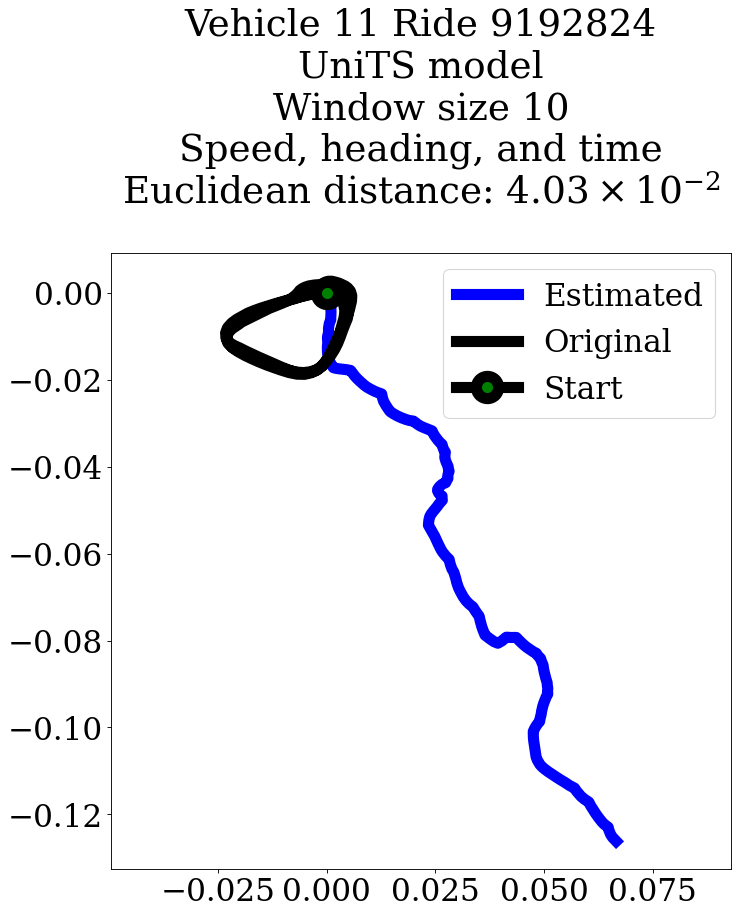 Vehicle 11 Ride 9192824
UniTS model
Window size 10
Speed, heading, and time
Euclidean distance: 4.03 × 10⁻²
Estimated
Original
Start
0.00
−0.02
−0.04
−0.06
−0.08
−0.10
−0.12
−0.025 0.000 0.025 0.050 0.075